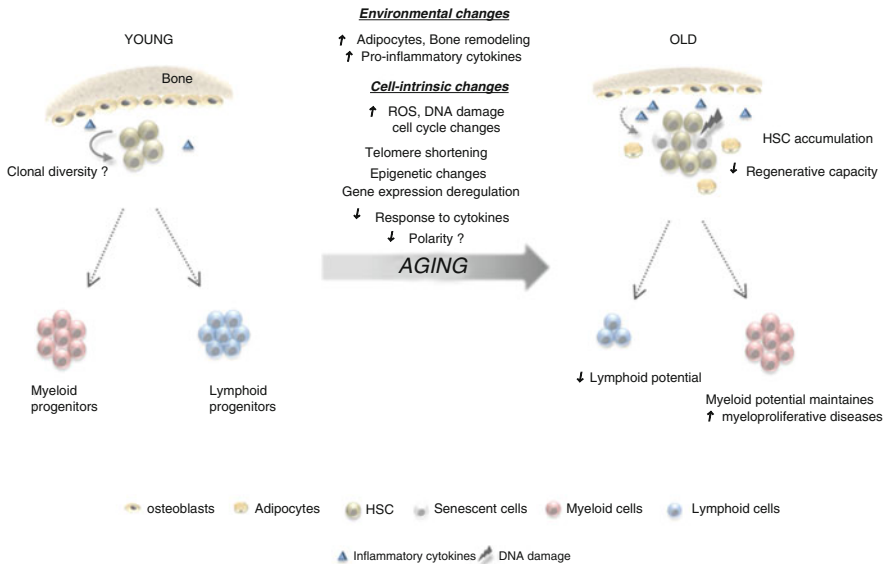 Environmental changes
↑ Adipocytes, Bone remodeling
↑ Pro-inflammatory cytokines
Cell-intrinsic changes
↑ ROS, DNA damage
cell cycle changes
Telomere shortening
Epigenetic changes
Gene expression deregulation
↓ Response to cytokines
↓ Polarity ?
AGING
YOUNG
Bone
Clonal diversity ?
Myeloid
progenitors
Lymphoid
progenitors
OLD
HSC accumulation
↓ Regenerative capacity
↓ Lymphoid potential
Myeloid potential maintaines
↑ myeloproliferative diseases
osteoblasts
Adipocytes
HSC
Senescent cells
Myeloid cells
Lymphoid cells
Inflammatory cytokines
DNA damage